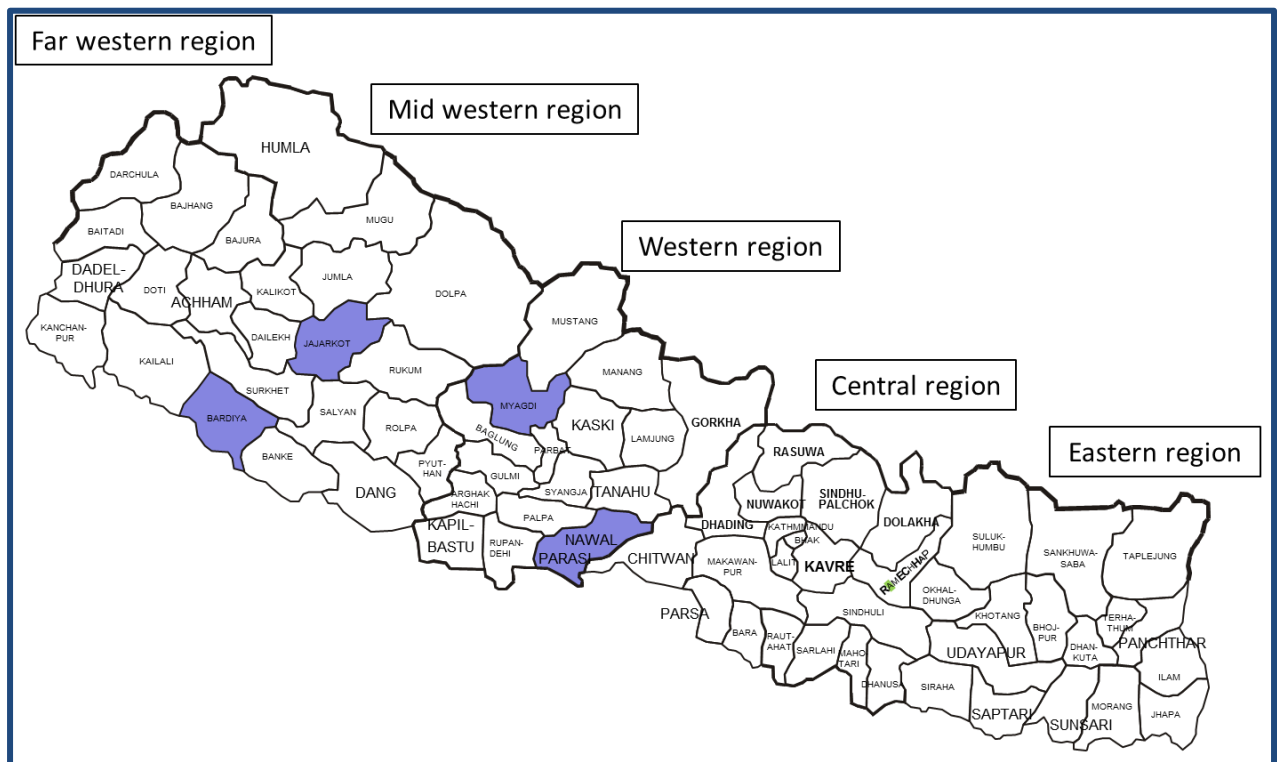 Far western region
Mid western region
HUMLA
DARCHULA
BAJHANG
MUGU
BAITADI
BAJURA
Western region
DADEL-
DHURA
DOTI
ACHHAM
KALIKOT
JUMLA
DOLPA
MUSTANG
KANCHAN-
PUR
DAILEKH
JAJARKOT
KAILALI
RUKUM
MANANG
SURKHET
Central region
BARDIYA
SALYAN
MYAGDI
ROLPA
BAGLUNG
PARBAT
KASKI
LAMJUNG
GORKHA
BANKE
PYUT-
HAN
GULMI
RASUWA
Eastern region
DANG
ARGHAK
HACHI
SYANGJA
TANAHU
NUWAKOT
SINDHU-
PALCHOK
KAPIL-
BASTU
PALPA
DHADING
KATHMMANDU
BHAK
DOLAKHA
SULUK-
HUMBU
SANKHUWA-
SABA
TAPLEJUNG
RUPAN-
DEHI
NAWAL
PARASI
CHITWAN
MAKAWAN-
PUR
LALIT
KAVRE
RAMECHHAP
OKHAL-
DHUNGA
PARSA
SINDHULI
KHOTANG
BHOJ-
PUR
TERHA-
THUM
PANCHTHAR
BARA
RAUT-
AHAT
SARLAHI
MAHO
TARI
DHANUSA
UDAYAPUR
DHAN-
KUTA
ILAM
SIRAHA
SAPTARI
SUNSARI
MORANG
JHAPA